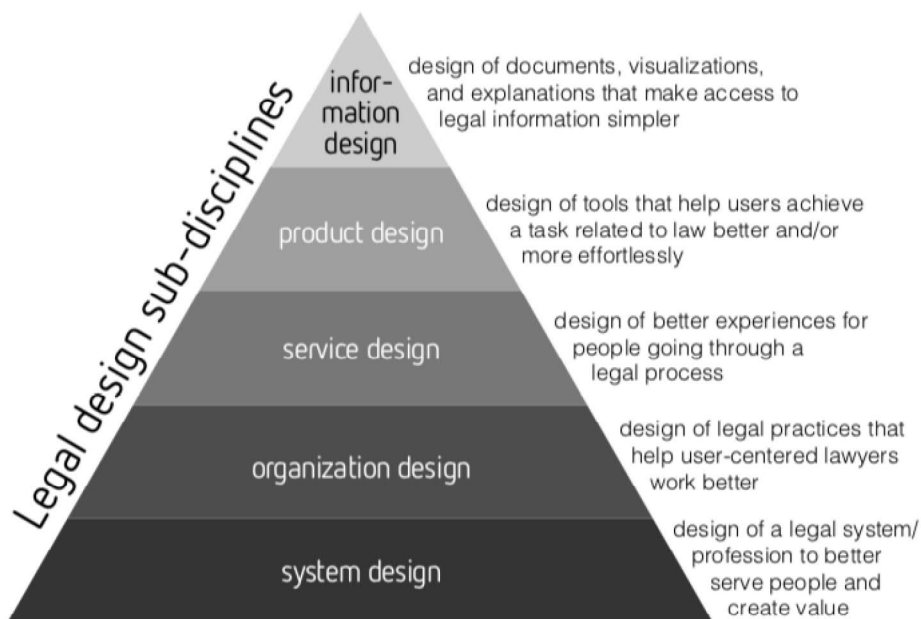 Legal design sub-disciplines
infor-
mation
design
design of documents, visualizations,
and explanations that make access to
legal information simpler
product design
design of tools that help users achieve
a task related to law better and/or
more effortlessly
service design
design of better experiences for
people going through a
legal process
organization design
design of legal practices that
help user-centered lawyers
work better
system design
design of a legal system/
profession to better
serve people and
create value